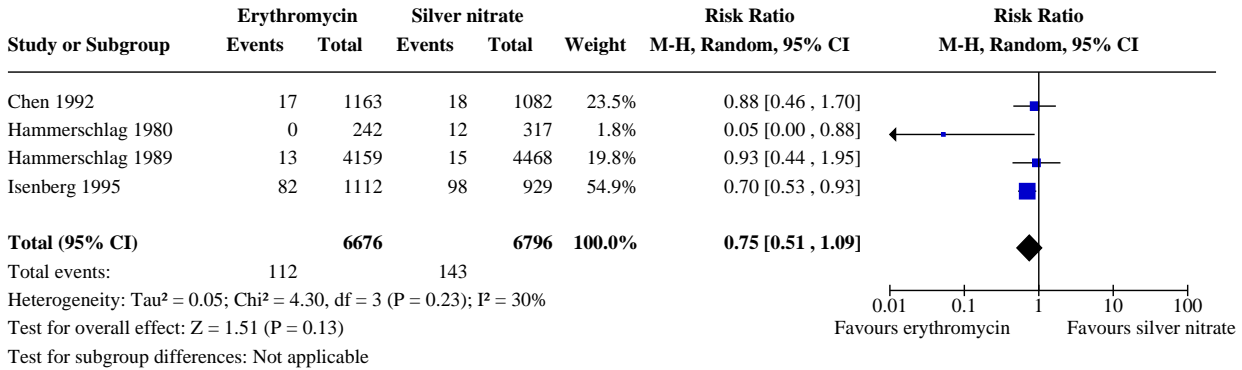 Erythromycin Silver nitrate Risk Ratio Risk Ratio
Study or Subgroup Events Total Events Total Weight M-H, Random, 95% CI M-H, Random, 95% CI
Chen 1992 17 1163 18 1082 23.5% 0.88 [0.46 , 1.70]
Hammerschlag 1980 0 242 12 317 1.8% 0.05 [0.00 , 0.88]
Hammerschlag 1989 13 4159 15 4468 19.8% 0.93 [0.44 , 1.95]
Isenberg 1995 82 1112 98 929 54.9% 0.70 [0.53 , 0.93]
Total (95% CI) 6676 6796 100.0% 0.75 [0.51 , 1.09]
Total events: 112 143
Heterogeneity: Tau² = 0.05; Chi² = 4.30, df = 3 (P = 0.23); I² = 30%
0.01 0.1 1 10 100
Test for overall effect: Z = 1.51 (P = 0.13)
Favours erythromycin Favours silver nitrate
Test for subgroup differences: Not applicable